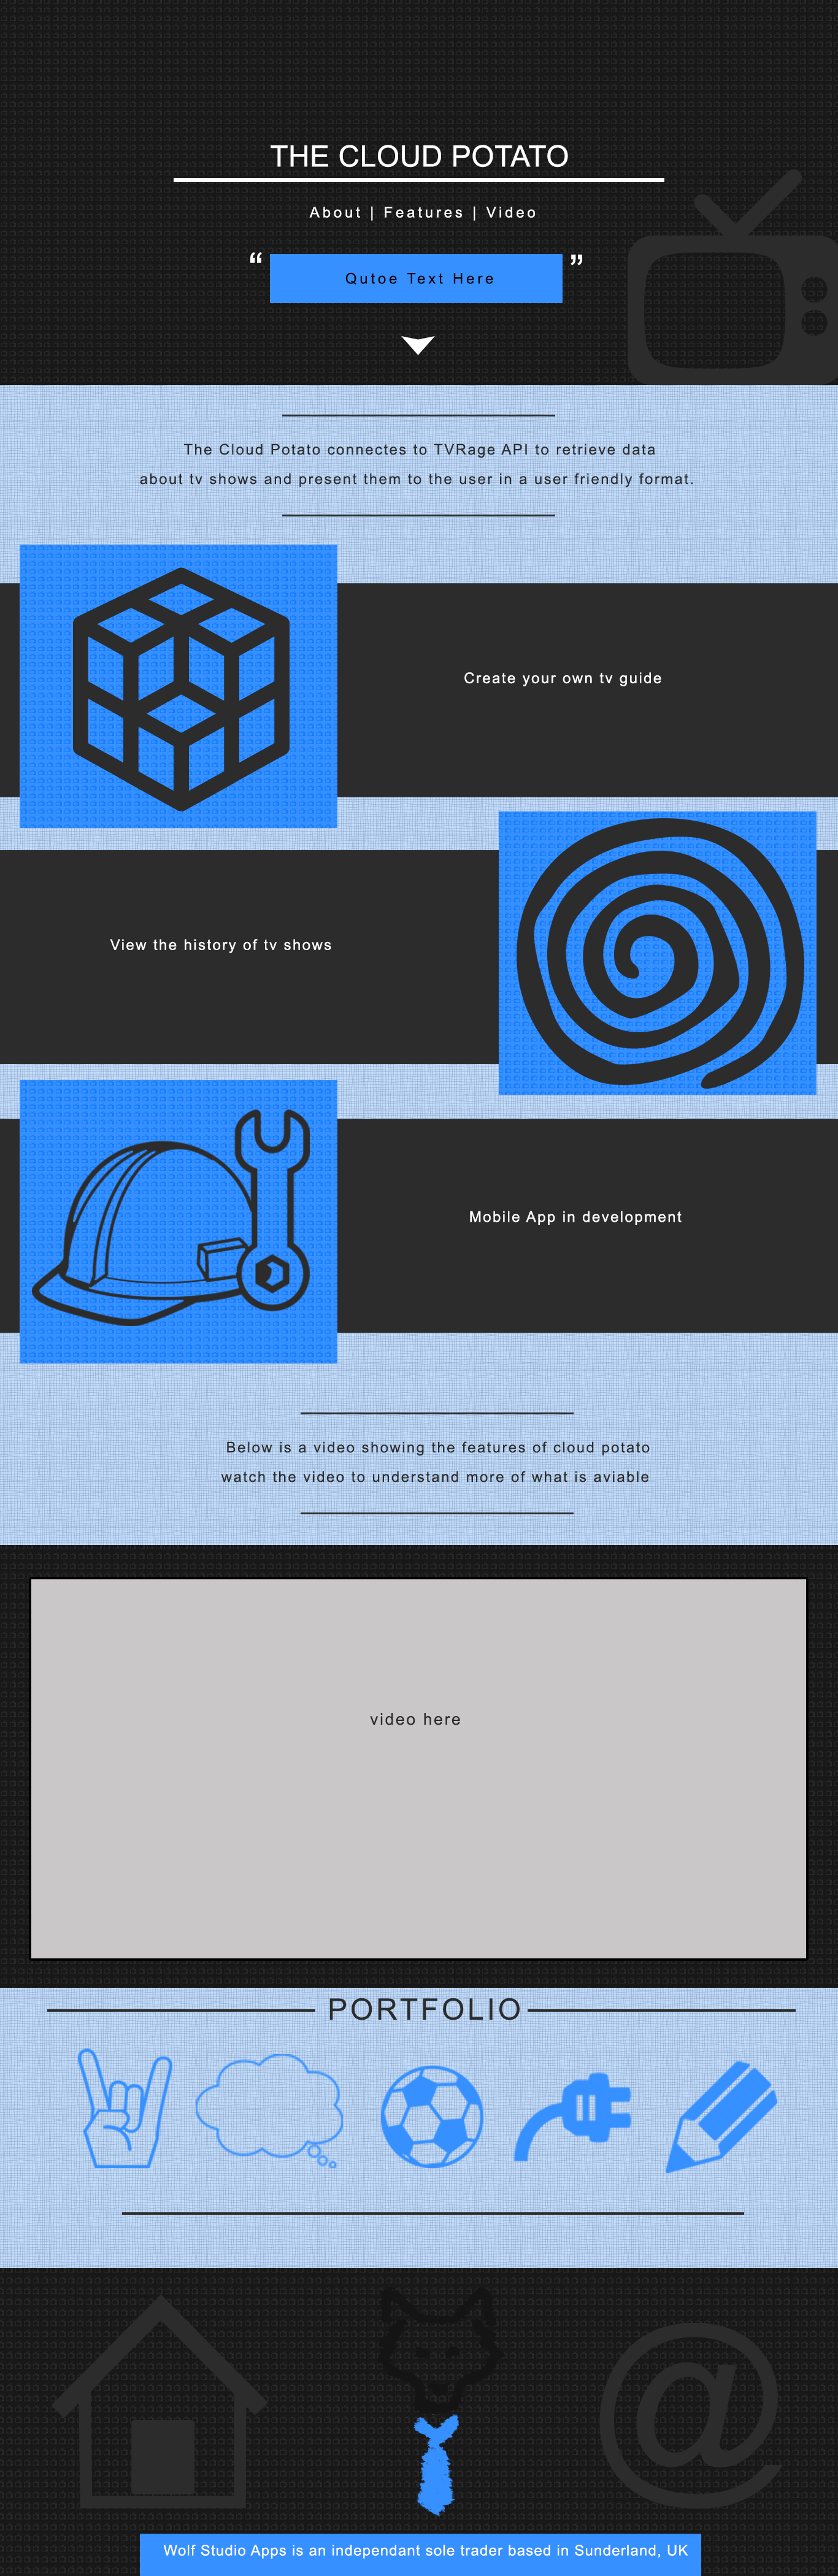 THE CLOUD POTATO
About | Features | Video
“ Qutoe Text Here ”
The Cloud Potato connectes to TVRage API to retrieve data
about tv shows and present them to the user in a user friendly format.
Create your own tv guide
View the history of tv shows
Mobile App in development
Below is a video showing the features of cloud potato
watch the video to understand more of what is aviable
video here
PORTFOLIO
@
Wolf Studio Apps is an independant sole trader based in Sunderland, UK